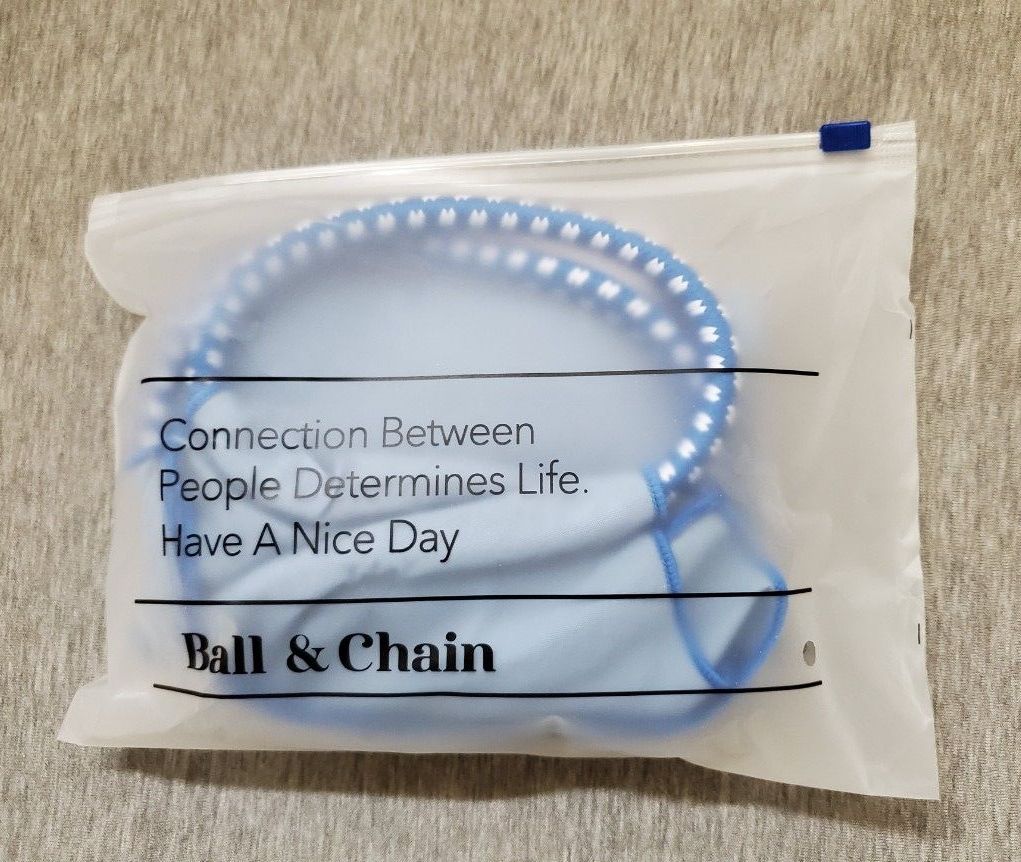 Connection Between
People Determines Life.
Have A Nice Day
Ball & Chain